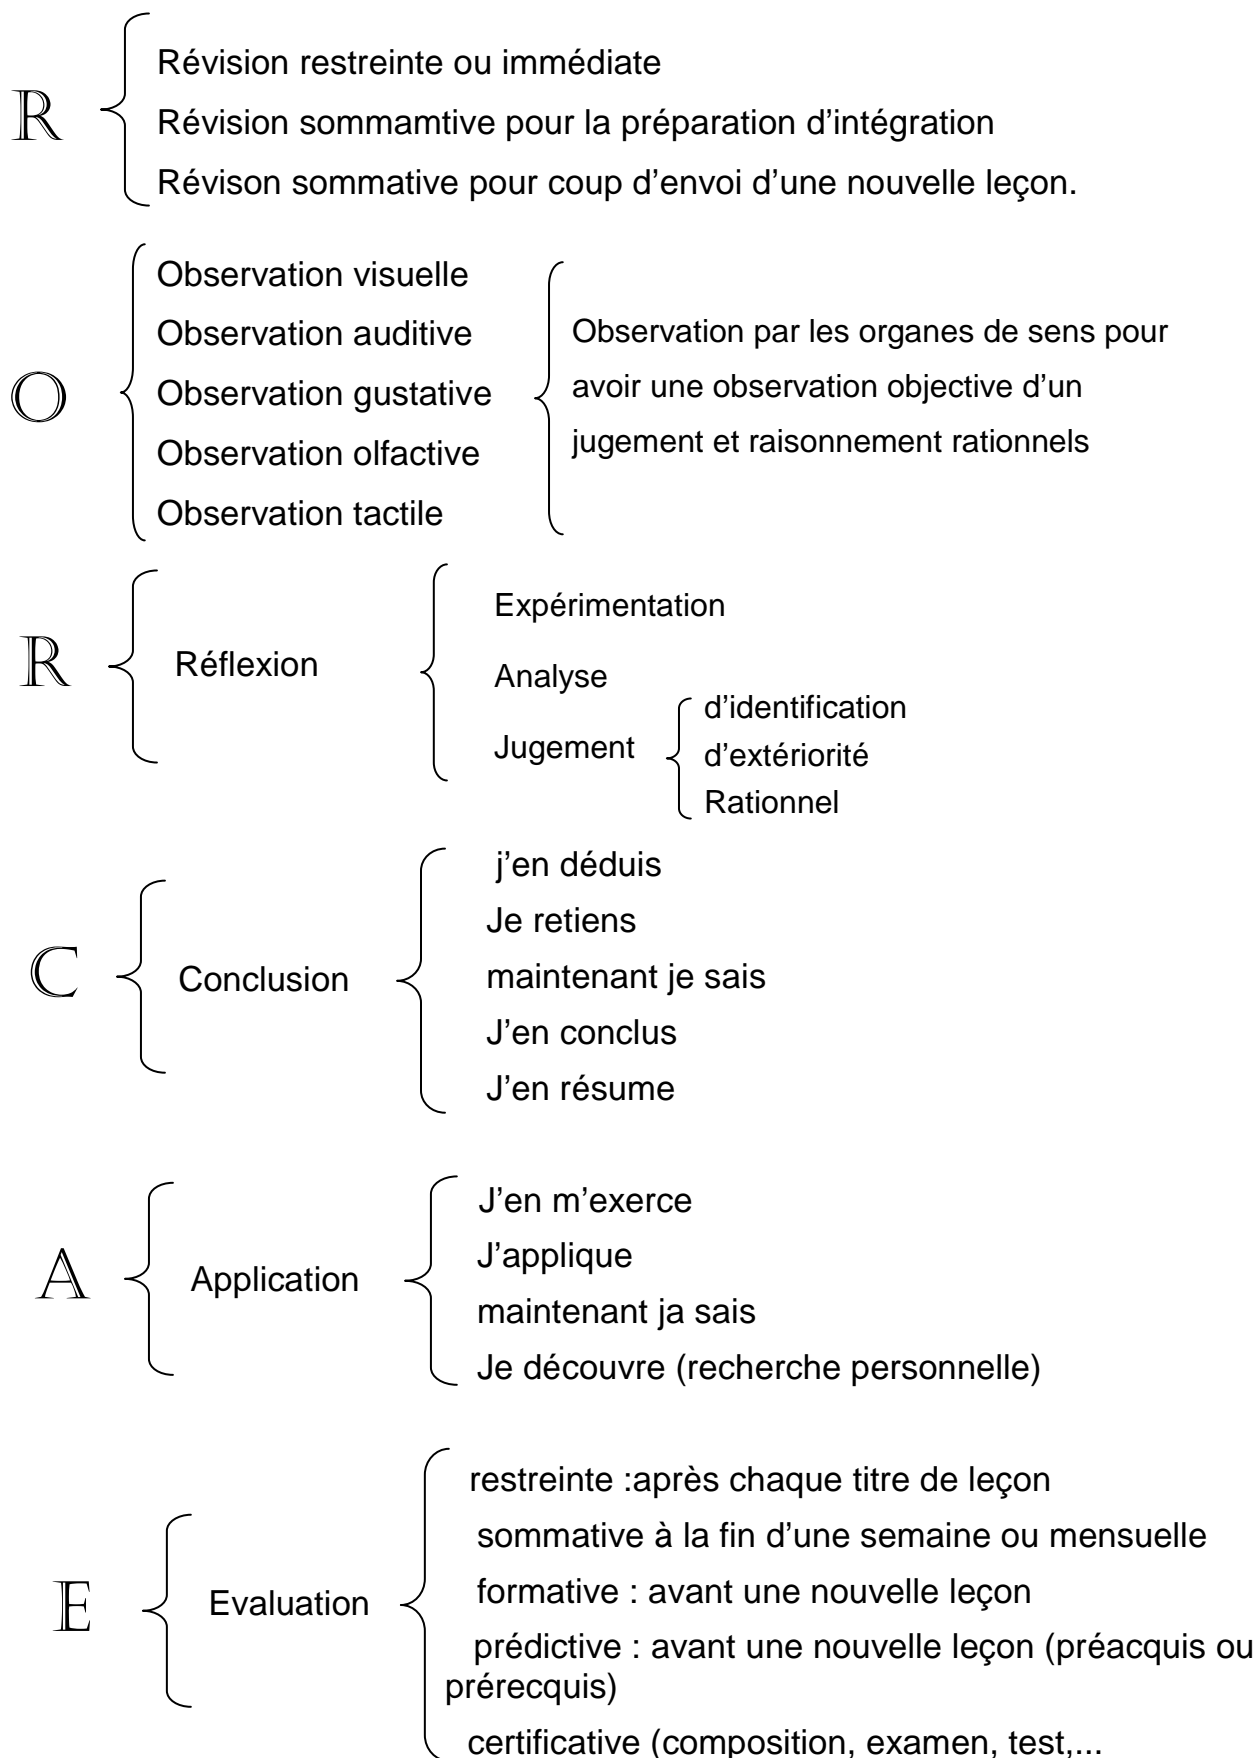 R
Révision restreinte ou immédiate
Révision sommamtive pour la préparation d’intégration
Révison sommative pour coup d’envoi d’une nouvelle leçon.
O
Observation visuelle
Observation auditive
Observation gustative
Observation olfactive
Observation tactile
Observation par les organes de sens pour
avoir une observation objective d’un
jugement et raisonnement rationnels
R
Réflexion
Expérimentation
Analyse
Jugement
d’identification
d’extériorité
Rationnel
C
Conclusion
j’en déduis
Je retiens
maintenant je sais
J’en conclus
J’en résume
A
Application
J’en m’exerce
J’applique
maintenant ja sais
Je découvre (recherche personnelle)
E
Evaluation
restreinte :après chaque titre de leçon
sommative à la fin d’une semaine ou mensuelle
formative : avant une nouvelle leçon
prédictive : avant une nouvelle leçon (préacquis ou
prérecquis)
certificative (composition, examen, test,...